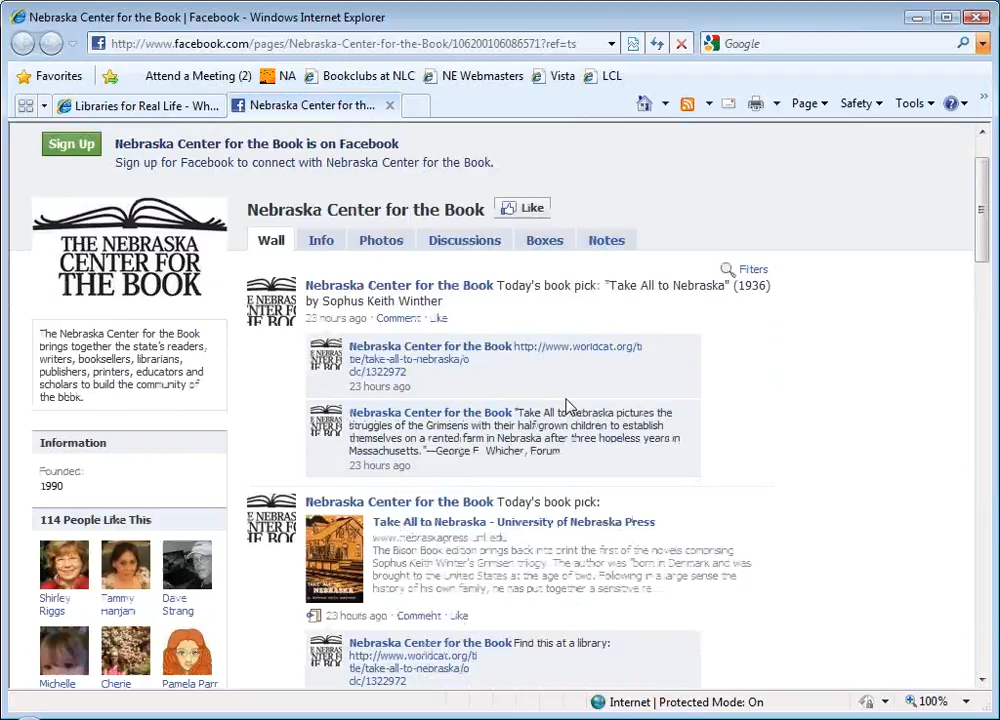 Nebraska Center for the Book | Facebook - Windows Internet Explorer
http://www.facebook.com/pages/Nebraska-Center-for-the-Book/106200106086571?ref=ts
Google
Favorites
Attend a Meeting (2)
NA
Bookclubs at NLC
NE Webmasters
Vista
LCL
Libraries for Real Life - Wh...
Nebraska Center for th...
Page
Safety
Tools
Sign Up
Nebraska Center for the Book is on Facebook
Sign up for Facebook to connect with Nebraska Center for the Book.
THE NEBRASKA
CENTER FOR
THE BOOK
Nebraska Center for the Book
Like
Wall
Info
Photos
Discussions
Boxes
Notes
Filters
The Nebraska Center for the Book
brings together the state's readers,
writers, booksellers, librarians,
publishers, printers, educators and
scholars to build the community of
the book.
Information
Founded:
1990
114 People Like This
Shirley
Riggs
Tammy
Hanjani
Dave
Strang
Michelle
Cherie
Pamela Parr
Nebraska Center for the Book Today's book pick: "Take All to Nebraska" (1936)
by Sophus Keith Winther
23 hours ago · Comment · Like
Nebraska Center for the Book http://www.worldcat.org/ti
tle/take-all-to-nebraska/o
clc/1322972
23 hours ago
Nebraska Center for the Book "Take All to Nebraska pictures the
struggles of the Grimsens with their half-grown children to establish
themselves on a rented farm in Nebraska after three hopeless years in
Massachusetts."—George F. Whicher, Forum
23 hours ago
Nebraska Center for the Book Today's book pick:
Take All to Nebraska - University of Nebraska Press
www.nebraskapress.unl.edu
The Bison Book edition brings back into print the first of the novels comprising
Sophus Keith Winther's Grimsen trilogy. The author was "born in Denmark and was
brought to the United States at the age of two. Following in a large sense the
history of his own family, he has put together a sensitive re...
23 hours ago · Comment · Like
Nebraska Center for the Book Find this at a library:
http://www.worldcat.org/ti
tle/take-all-to-nebraska/o
clc/1322972
Internet | Protected Mode: On
100%